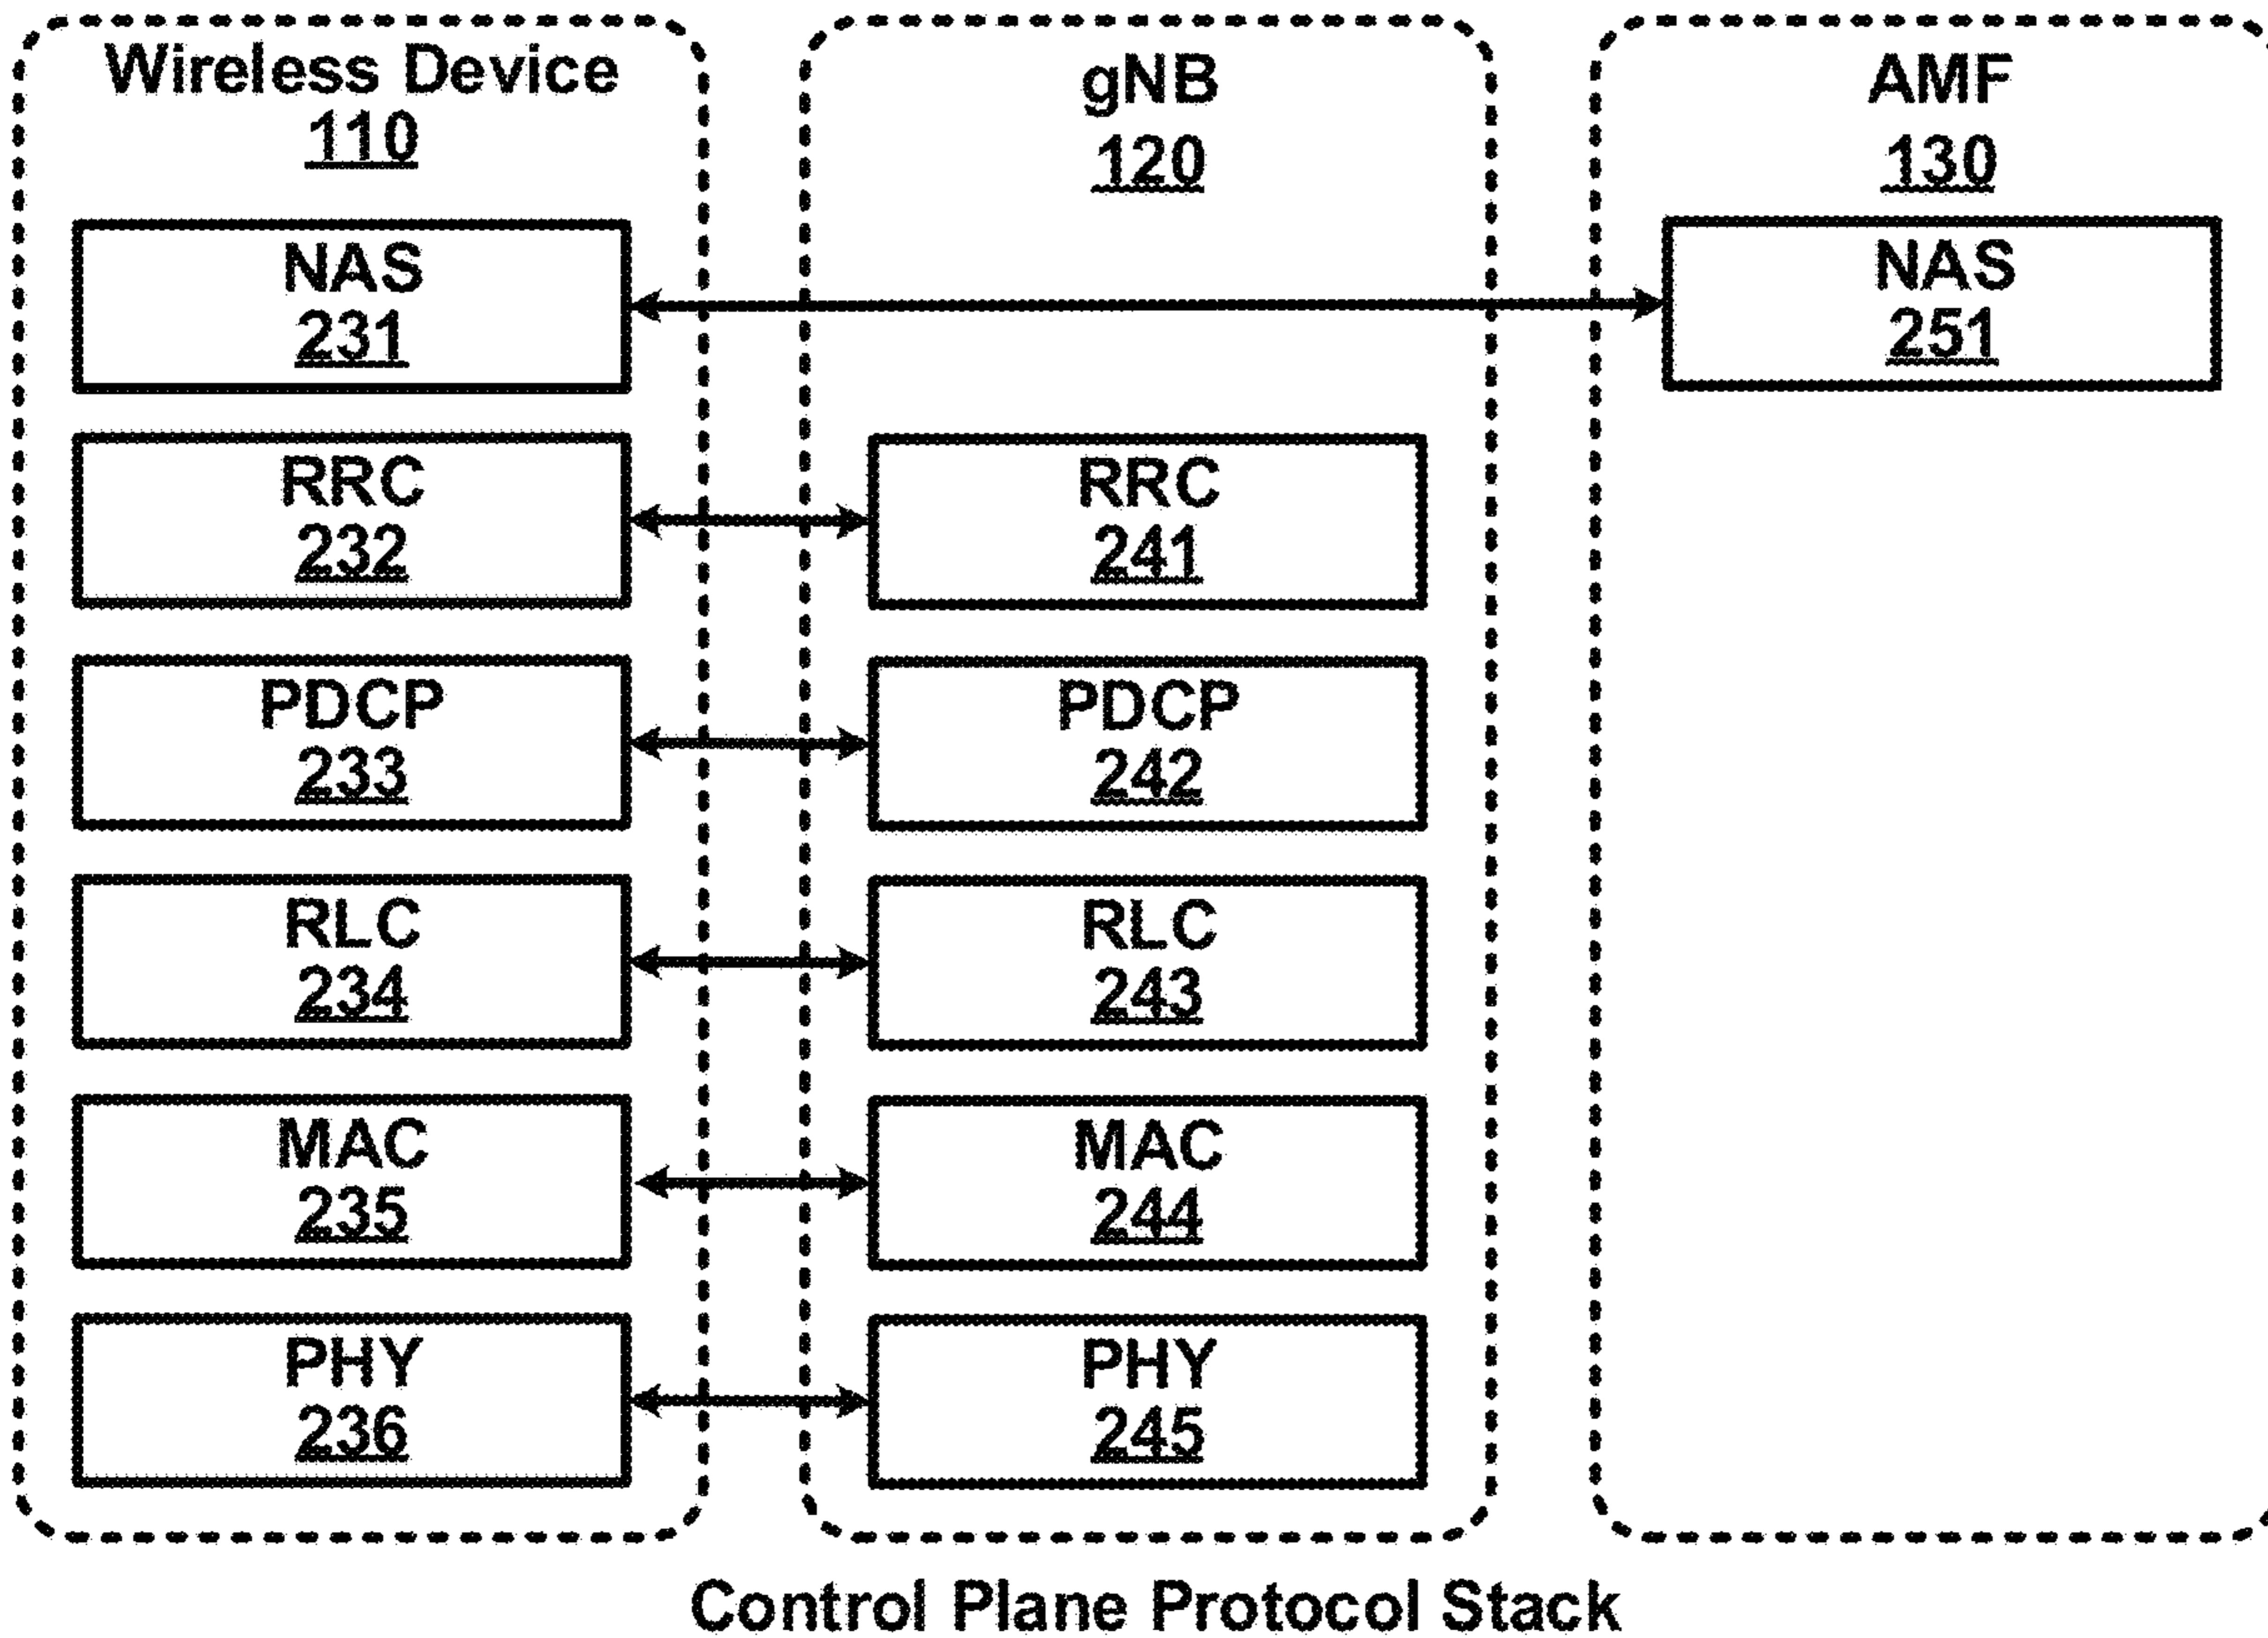 Wireless Device
110
gNB
120
AMF
130
NAS
231
NAS
251
RRC
232
RRC
241
PDCP
233
PDCP
242
RLC
234
RLC
243
MAC
235
MAC
244
PHY
236
PHY
245
Control Plane Protocol Stack